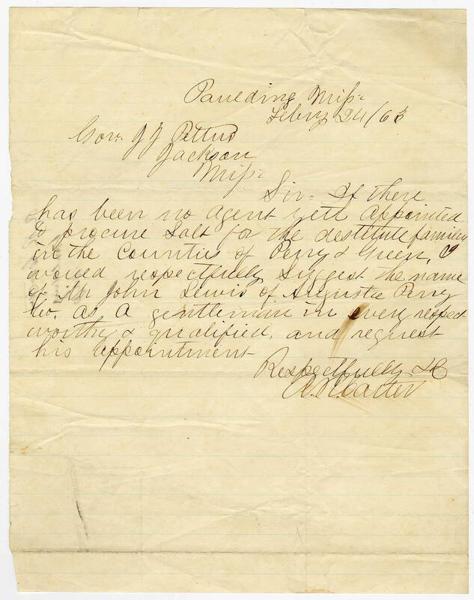 Paulding Miss
Feby 24/63
Gov. J J Pettus
Jackson
Miss
Sir- If there
has been no agent yett appointed
to procure Salt for the destitute families
in the Counties of Perry & Green, I
would respectfully suggest the name
of Mr John Lewis of Augusta Perry
Co. as a gentleman in every respect
worthy & qualified, and request
his appointment
Respectfully &C
Carter